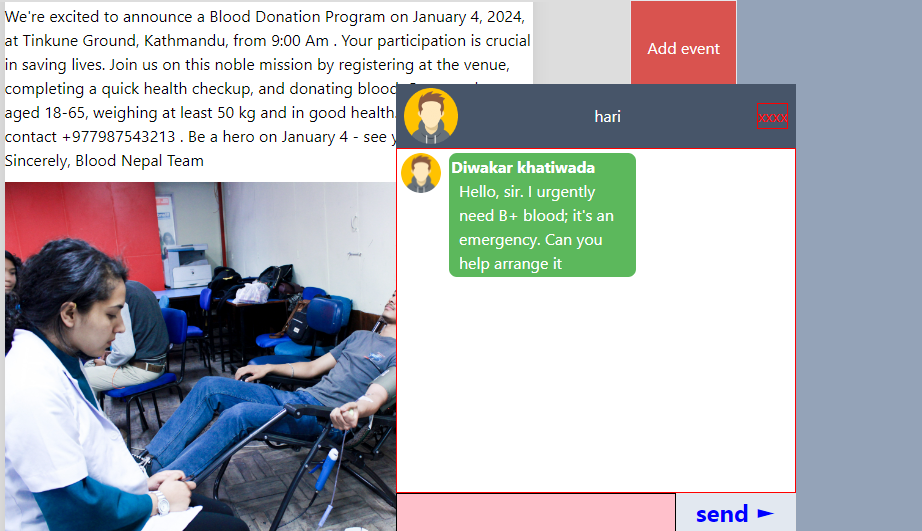 We're excited to announce a Blood Donation Program on January 4, 2024,
at Tinkune Ground, Kathmandu, from 9:00 Am . Your participation is crucial
in saving lives. Join us on this noble mission by registering at the venue,
completing a quick health checkup, and donating blood.
aged 18-65, weighing at least 50 kg and in good health.
contact +977987543213 . Be a hero on January 4 - see
Sincerely, Blood Nepal Team
Add event
hari
xxxx
Diwakar khatiwada
Hello, sir. I urgently
need B+ blood; it's an
emergency. Can you
help arrange it
send ►